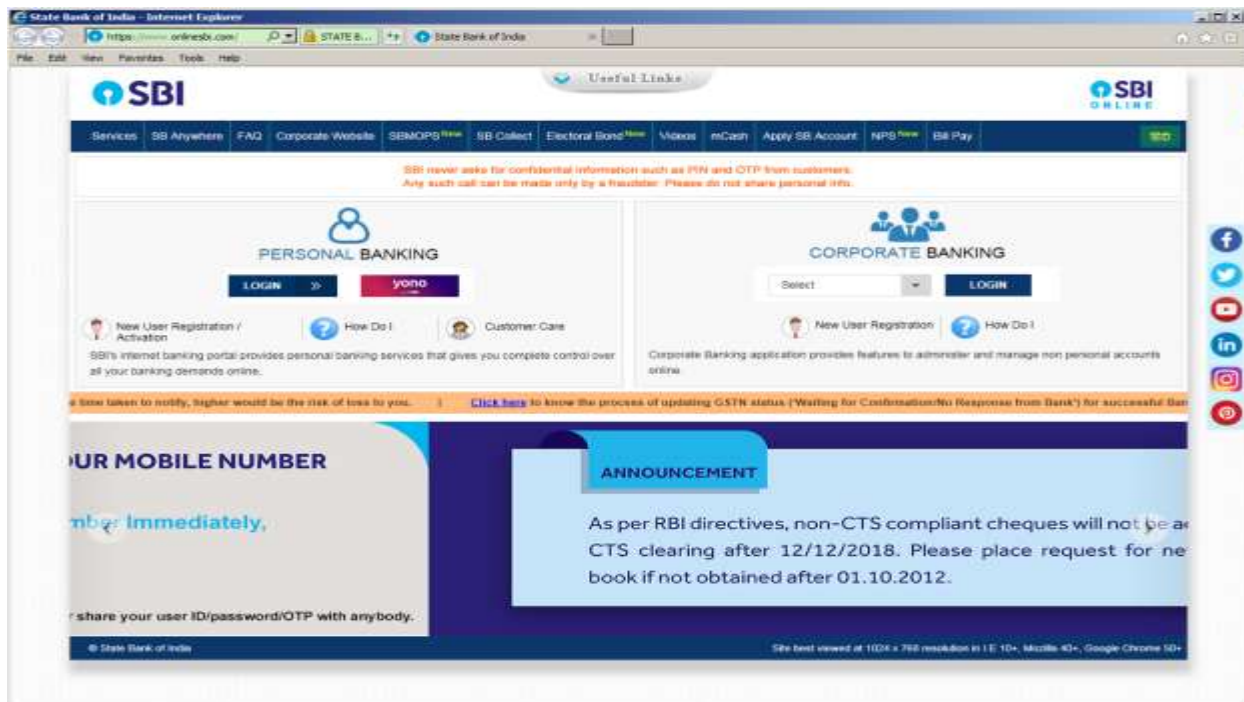 State Bank of India - Internet Explorer
https://www.onlinesbi.com/ STATE B... State Bank of India
File Edit View Favorites Tools Help
Useful Links
SBI
SBI
ONLINE
Services SB Anywhere FAQ Corporate Website SBMOPS New SB Collect Electoral Bond New Videos mCash Apply SB Account NPS New Bill Pay
SBI never asks for confidential information such as PIN and OTP from customers.
Any such call can be made only by a fraudster. Please do not share personal info.
PERSONAL BANKING
LOGIN »
yono
New User Registration /
Activation
How Do I
Customer Care
SBI's internet banking portal provides personal banking services that gives you complete control over
all your banking demands online.
CORPORATE BANKING
Select
LOGIN
New User Registration
How Do I
Corporate Banking application provides features to administer and manage non personal accounts
online.
e time taken to notify, higher would be the risk of loss to you. | Click here to know the process of updating GSTN status ('Waiting for Confirmation/No Response from Bank') for successful Ban
OUR MOBILE NUMBER
mber Immediately,
r share your user ID/password/OTP with anybody.
ANNOUNCEMENT
As per RBI directives, non-CTS compliant cheques will not be ac
CTS clearing after 12/12/2018. Please place request for ne
book if not obtained after 01.10.2012.
© State Bank of India
Site best viewed at 1024 x 768 resolution in I.E 10+, Mozilla 40+, Google Chrome 50+